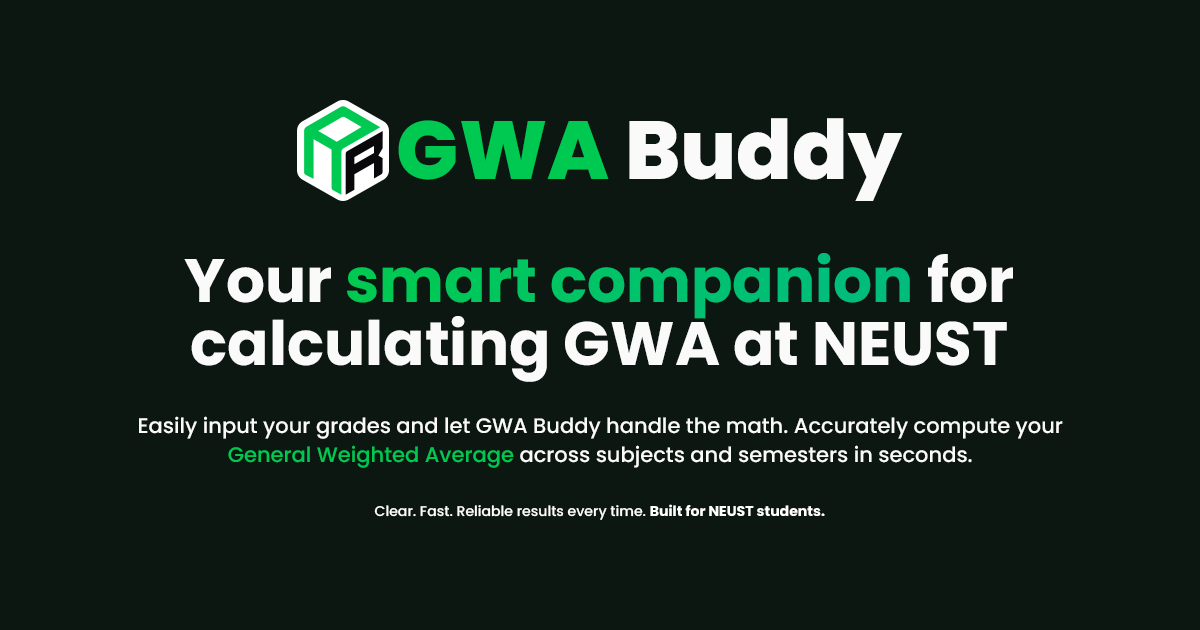 GWA Buddy
Your smart companion for
calculating GWA at NEUST
Easily input your grades and let GWA Buddy handle the math. Accurately compute your
General Weighted Average across subjects and semesters in seconds.
Clear. Fast. Reliable results every time. Built for NEUST students.